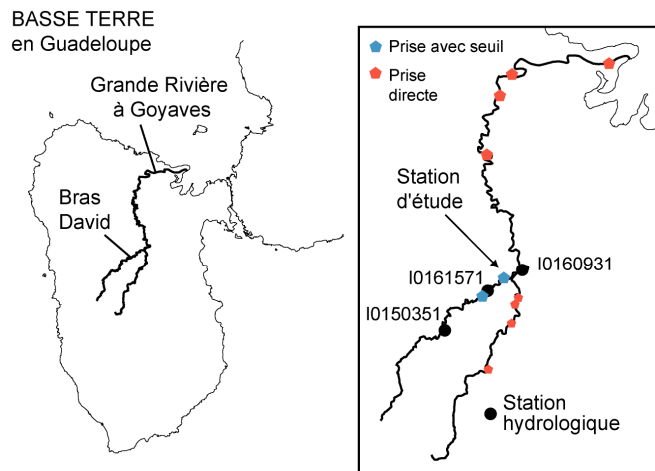 BASSE TERRE
en Guadeloupe
Grande Rivière
à Goyaves
Bras
David
Prise avec seuil
Prise
directe
Station
d'étude
I0161571
I0160931
I0150351
Station
hydrologique